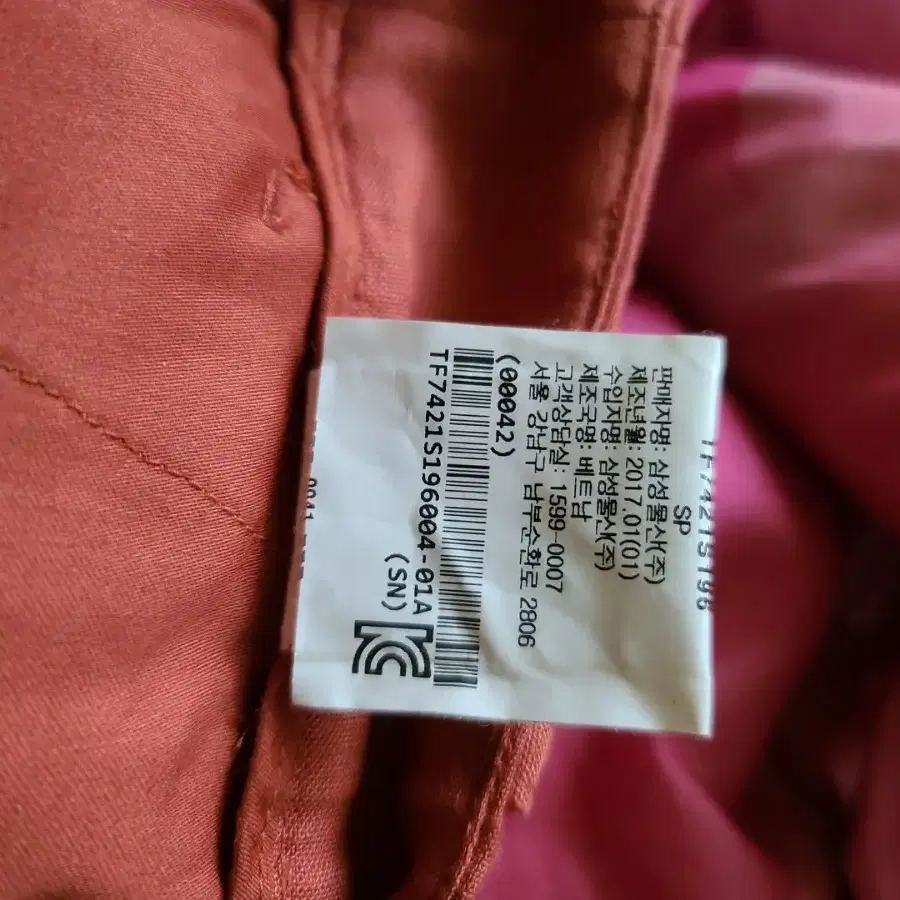 SP
판매자명: 삼성물산(주)
제조년월: 2017.01(01)
수입자명: 삼성물산(주)
제조국명: 베트남
고객상담실: 1599-0007
서울 강남구 남부순환로 2806
(00042)
TF7421S196004-01A
(SN)